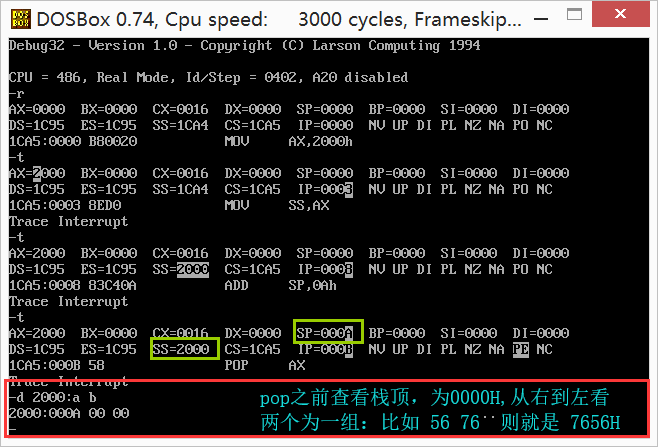 DOSBox 0.74, Cpu speed:    3000 cycles, Frameskip...
Debug32 - Version 1.0 - Copyright (C) Larson Computing 1994
CPU = 486, Real Mode, Id/Step = 0402, A20 disabled
-r
AX=0000  BX=0000  CX=0016  DX=0000  SP=0000  BP=0000  SI=0000  DI=0000
DS=1C95  ES=1C95  SS=1CA4  CS=1CA5  IP=0000  NV UP DI PL NZ NA PO NC
1CA5:0000 B80020            MOV     AX,2000h
-t
AX=2000  BX=0000  CX=0016  DX=0000  SP=0000  BP=0000  SI=0000  DI=0000
DS=1C95  ES=1C95  SS=1CA4  CS=1CA5  IP=0003  NV UP DI PL NZ NA PO NC
1CA5:0003 8ED0              MOV     SS,AX
Trace Interrupt
-t
AX=2000  BX=0000  CX=0016  DX=0000  SP=0000  BP=0000  SI=0000  DI=0000
DS=1C95  ES=1C95  SS=2000  CS=1CA5  IP=0008  NV UP DI PL NZ NA PO NC
1CA5:0008 83C40A            ADD     SP,0Ah
Trace Interrupt
-t
AX=2000  BX=0000  CX=0016  DX=0000  SP=000A  BP=0000  SI=0000  DI=0000
DS=1C95  ES=1C95  SS=2000  CS=1CA5  IP=000B  NV UP DI PL NZ NA PE NC
1CA5:000B 58                POP     AX
Trace Interrupt
-d 2000:a b
2000:000A 00 00
-
pop之前查看栈顶，为0000H,从右到左看
两个为一组：比如 56 76··则就是 7656H